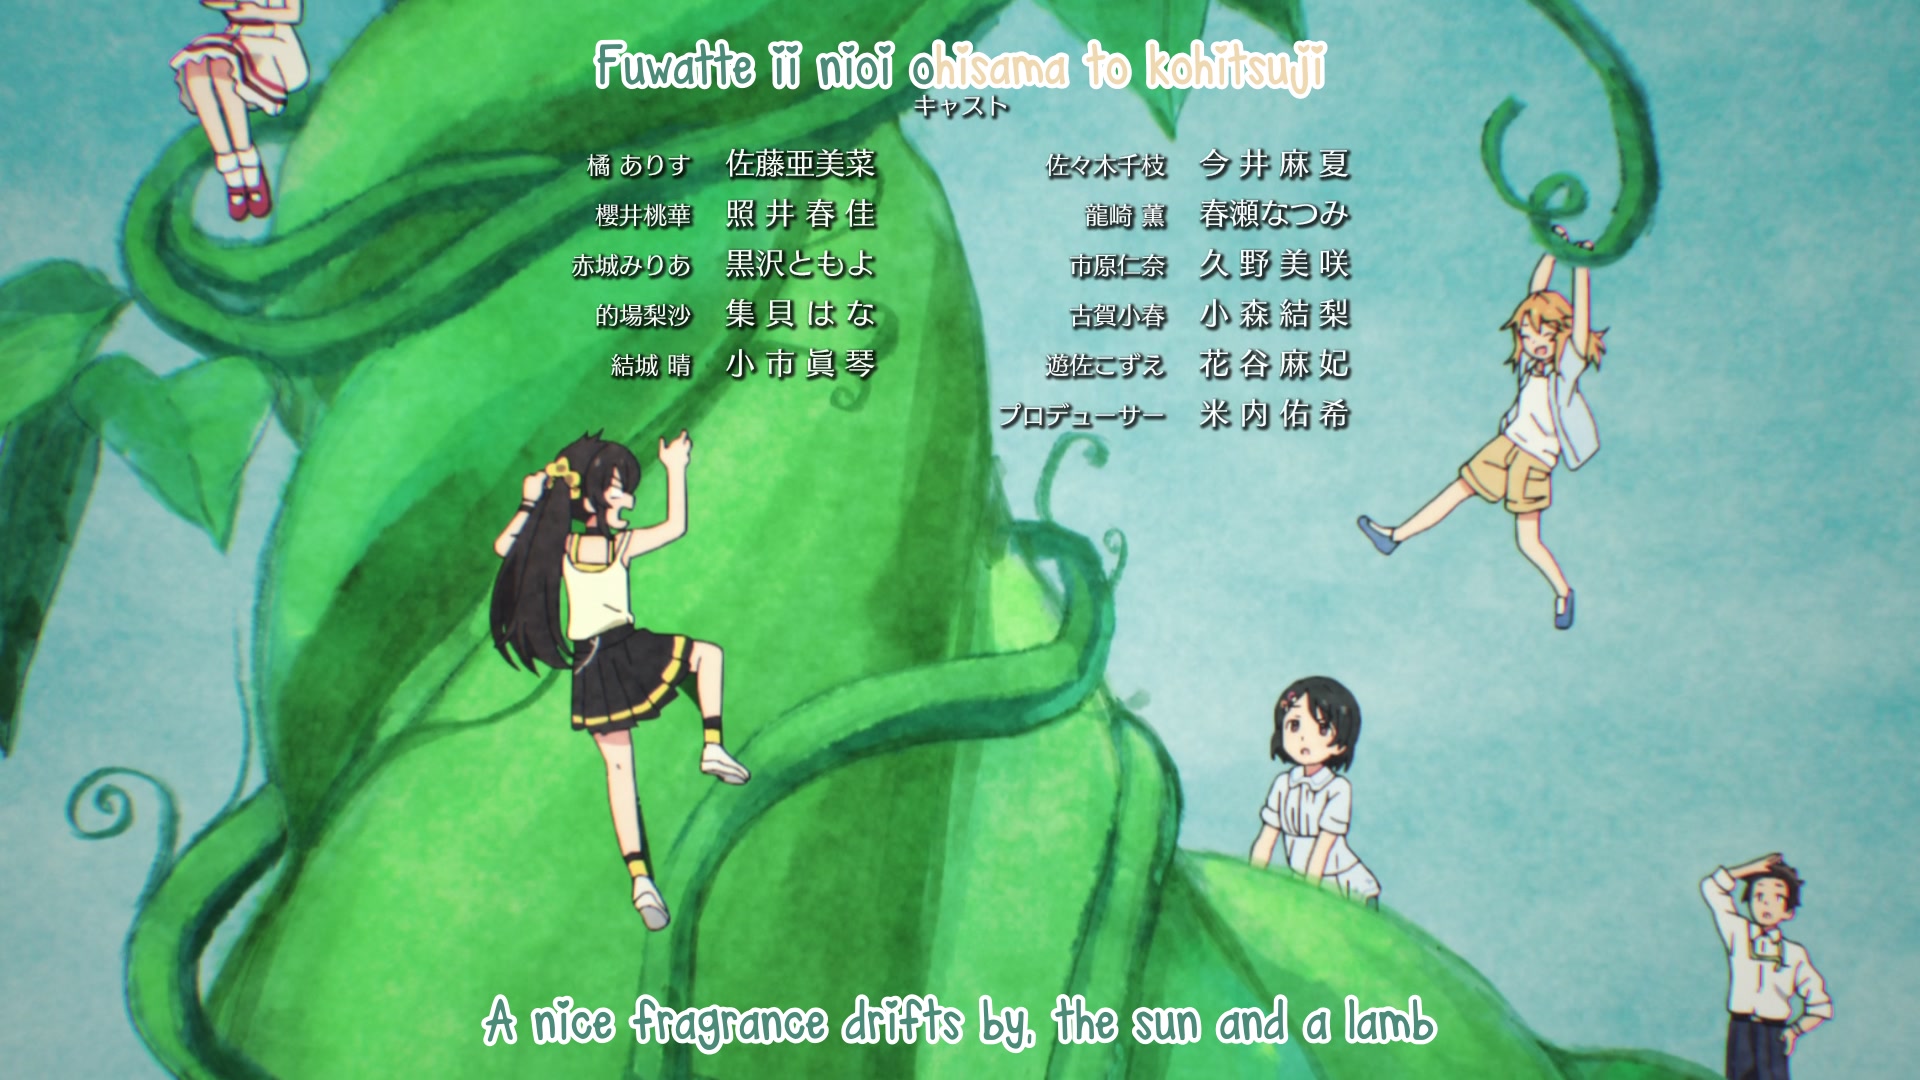 Fuwatte ii nioi ohisama to kohitsuji
キャスト
橘 ありす 佐藤亜美菜
櫻井桃華 照井春佳
赤城みりあ 黒沢ともよ
的場梨沙 集貝はな
結城 晴 小市眞琴
佐々木千枝 今井麻夏
龍崎 薫 春瀬なつみ
市原仁奈 久野美咲
古賀小春 小森結梨
遊佐こずえ 花谷麻妃
プロデューサー 米内佑希
A nice fragrance drifts by, the sun and a lamb